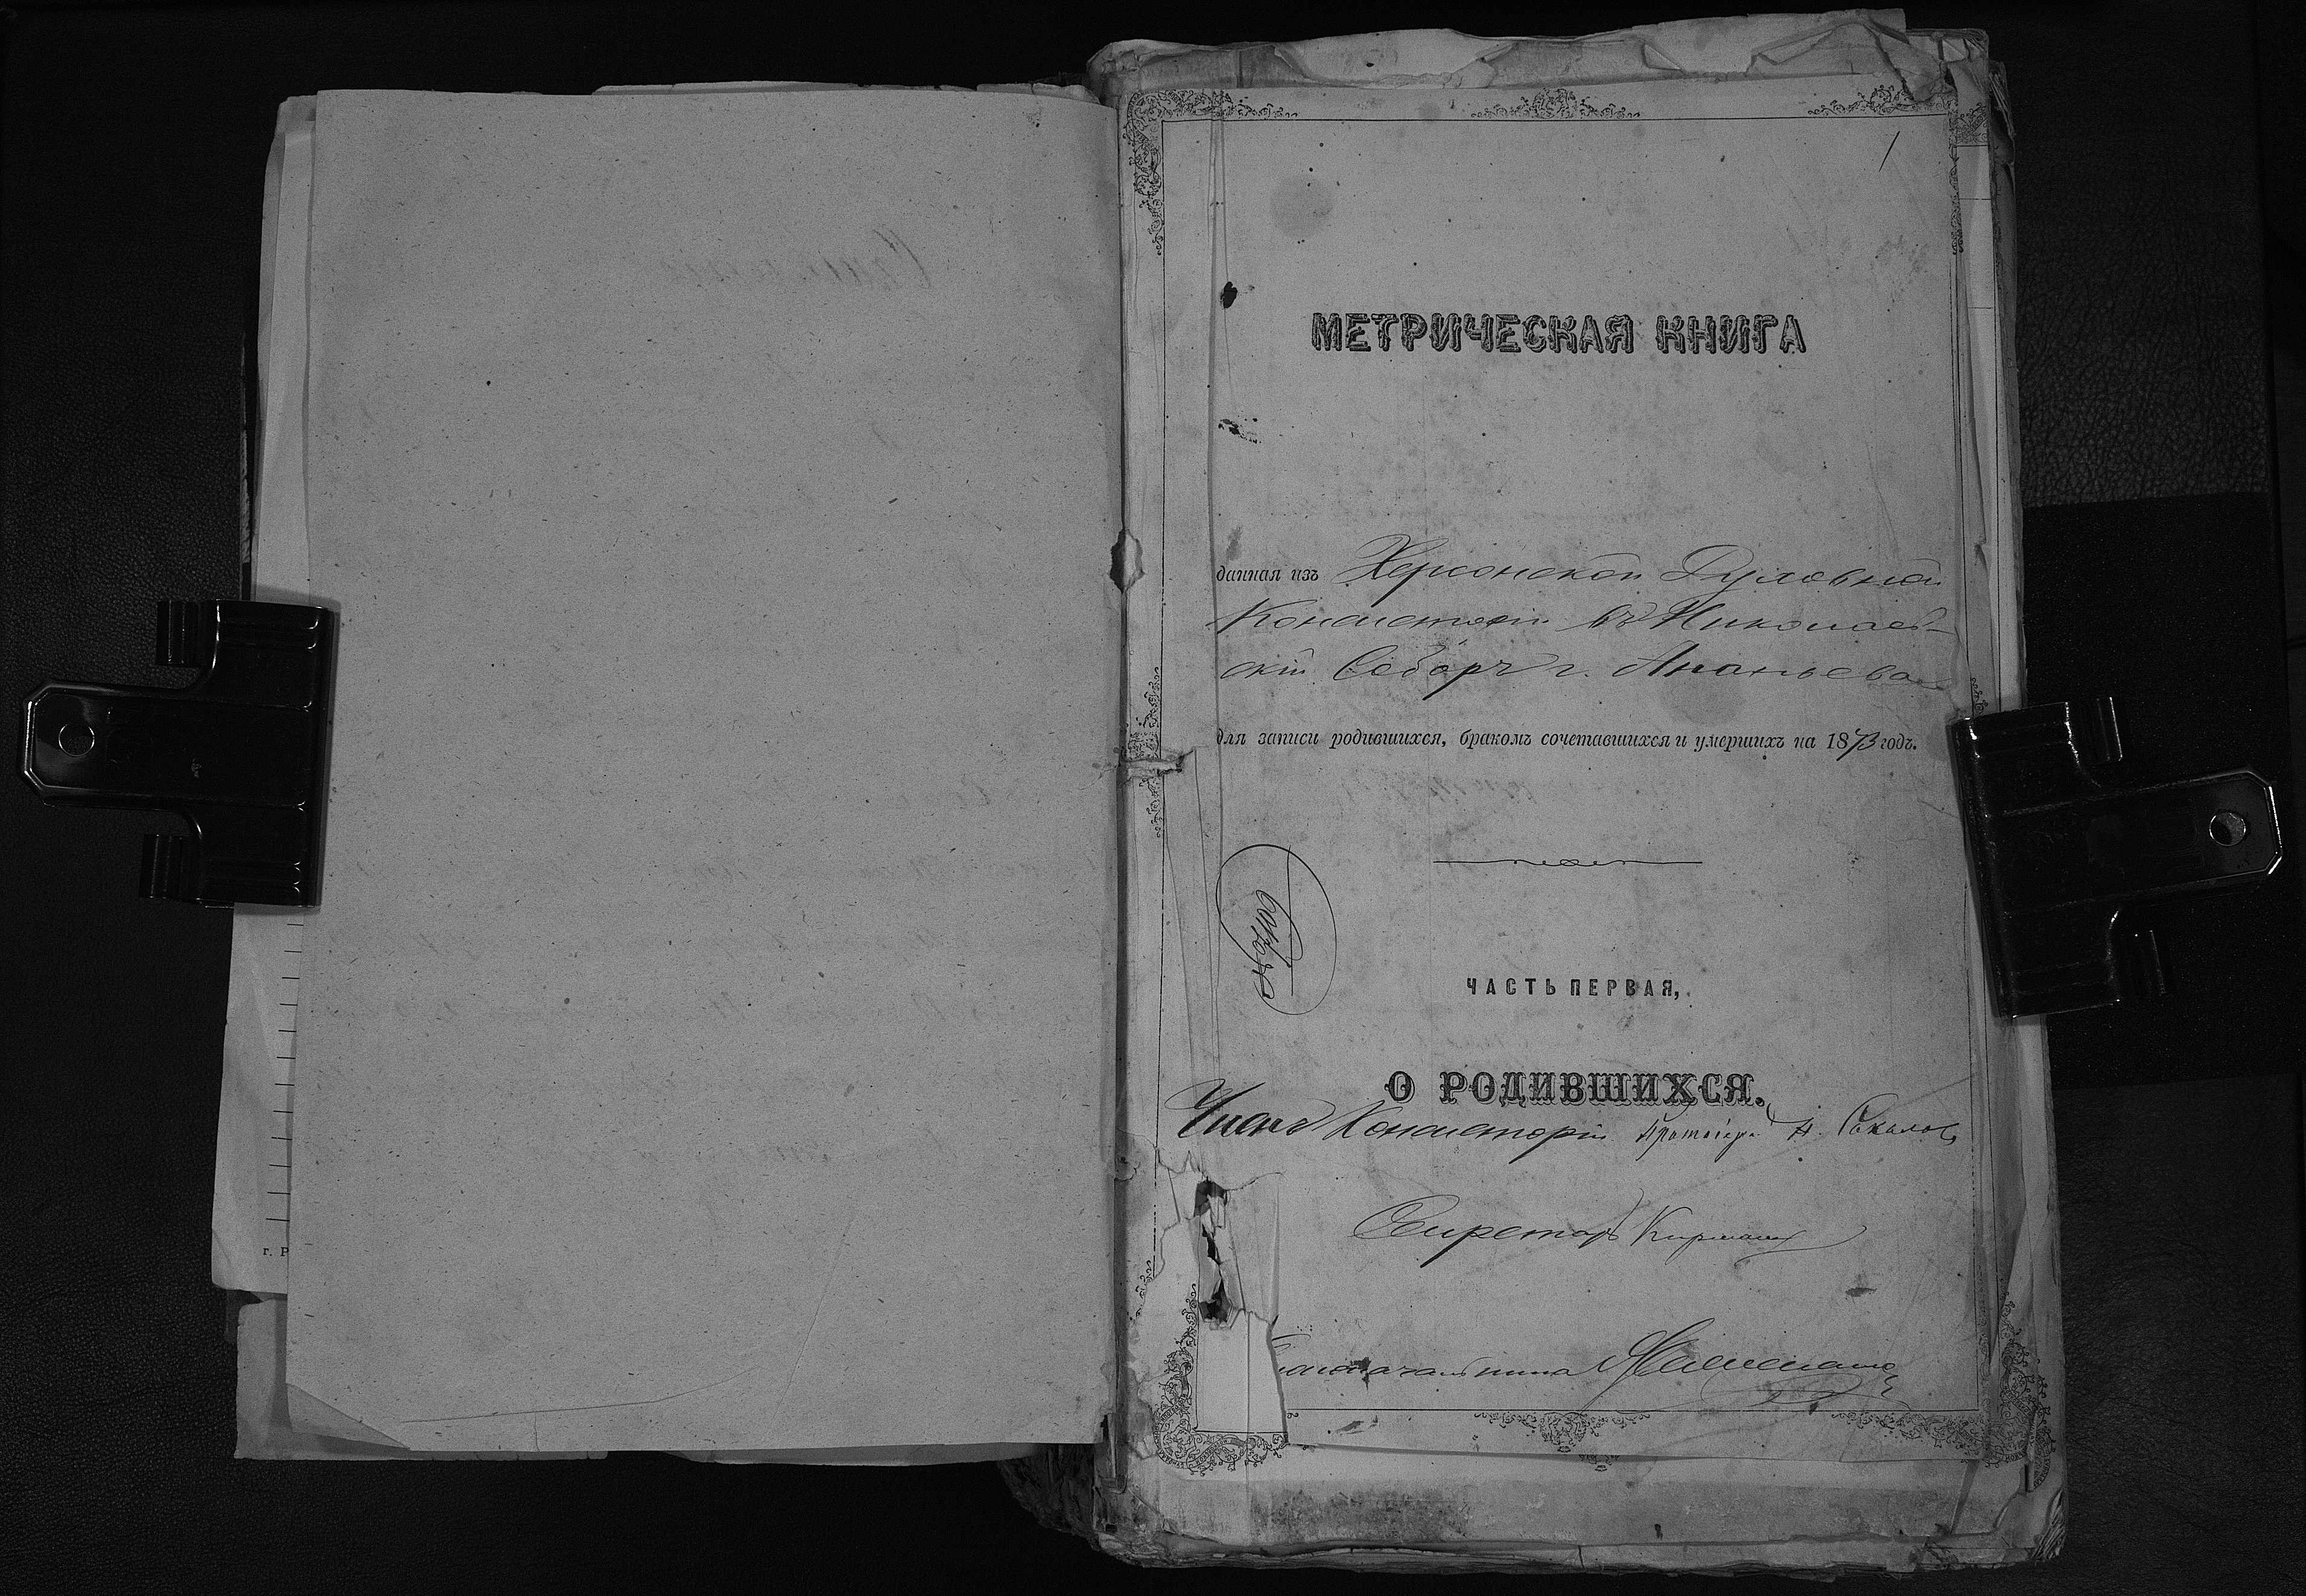 1
МЕТРИЧЕСКАЯ КНИГА
данная изъ Херсонской Духовной
Консисторіи въ Николаев-
скій Соборъ г. Ананьева
для записи родившихся, бракомъ сочетавшихся и умершихъ на 1873 годъ.
ЧАСТЬ ПЕРВАЯ,
О РОДИВШИХСЯ.
Членъ Консисторіи Протоіерей А. Соколовъ
Секретарь
г. Р